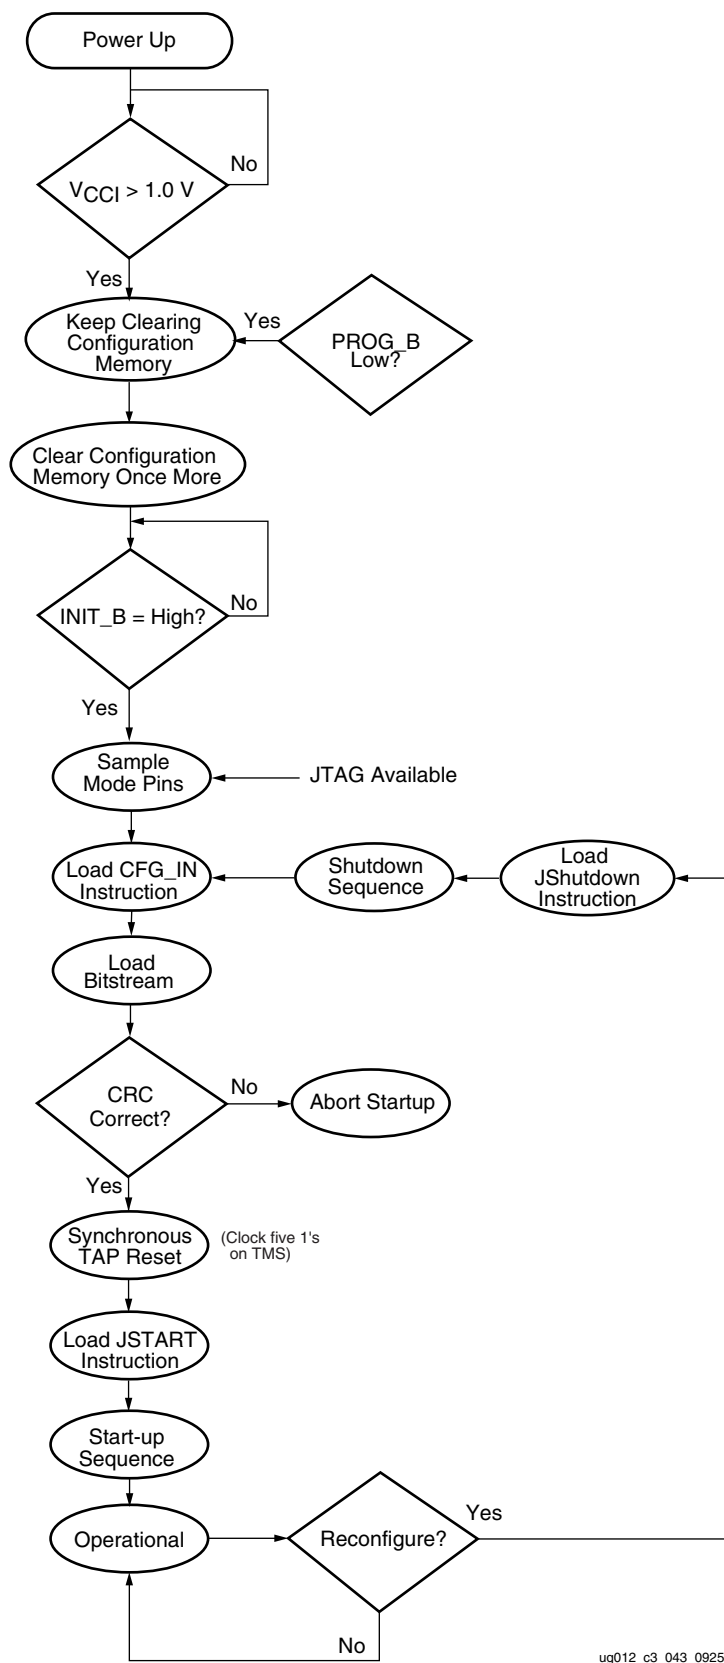 Power Up
No
VCCI > 1.0 V
Yes
Keep Clearing
Configuration
Memory
Yes
PROG_B
Low?
Clear Configuration
Memory Once More
INIT_B = High?
No
Yes
Sample
Mode Pins
JTAG Available
Load CFG_IN
Instruction
Shutdown
Sequence
Load
JShutdown
Instruction
Load
Bitstream
CRC
Correct?
No
Abort Startup
Yes
Synchronous
TAP Reset
(Clock five 1's
on TMS)
Load JSTART
Instruction
Start-up
Sequence
Operational
Reconfigure?
Yes
No
ug012_c3_043_0925